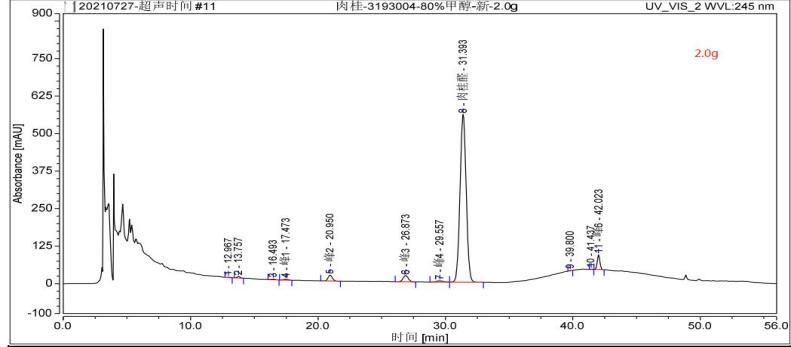 20210727-超声时间 #11
肉桂-3193004-80%甲醇-新-2.0g
UV_VIS_2 WVL:245 nm
900
750
625
500
375
250
125
0
-100
Absorbance [mAU]
2.0g
1 - 12.967
2 - 13.757
3 - 16.493
4 - 峰1 - 17.473
5 - 峰2 - 20.950
6 - 峰3 - 26.873
7 - 峰4 - 29.557
8 - 肉桂醛 - 31.393
9 - 39.800
10 - 41.437
11 - 峰6 - 42.023
0.0
10.0
20.0
30.0
40.0
50.0
56.0
时间 [min]